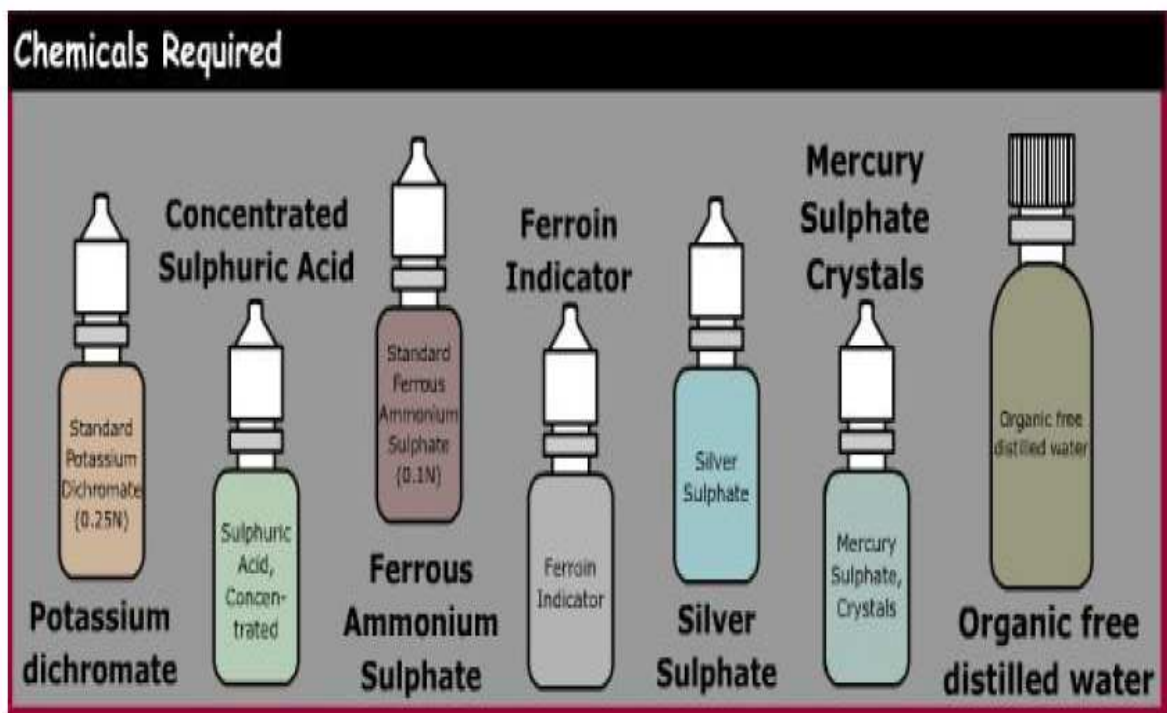 Chemicals Required
Standard
Potassium
Dichromate
(0.25N)
Potassium
dichromate
Concentrated
Sulphuric Acid
Sulphuric
Acid,
Concen-
trated
Standard
Ferrous
Ammonium
Sulphate
(0.1N)
Ferrous
Ammonium
Sulphate
Ferroin
Indicator
Ferroin
Indicator
Silver
Sulphate
Silver
Sulphate
Mercury
Sulphate
Crystals
Mercury
Sulphate,
Crystals
Organic free
distilled water
Organic free
distilled water